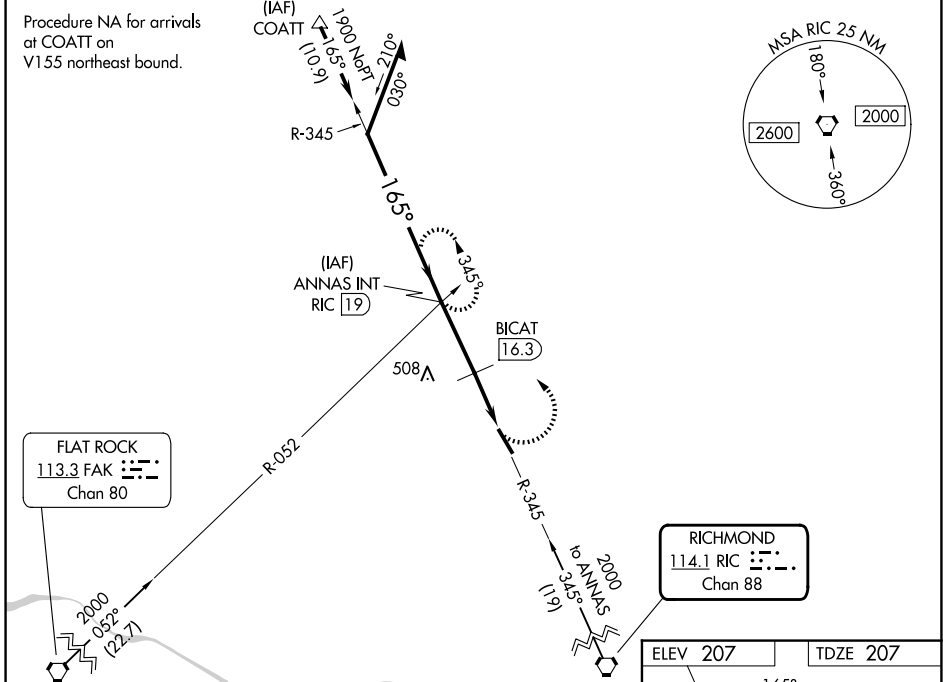 Procedure NA for arrivals
at COATT on
V155 northeast bound.
(IAF)
COATT
1900 NoPT
165°
(10.9)
210°
030°
R-345
165°
MSA RIC 25 NM
180°
2600
2000
360°
(IAF)
ANNAS INT
RIC 19
345°
BICAT
16.3
508
FLAT ROCK
113.3 FAK
Chan 80
R-052
2000
052°
(22.7)
R-345
2000
to ANNAS
345°
(19)
RICHMOND
114.1 RIC
Chan 88
ELEV 207
TDZE 207
165°